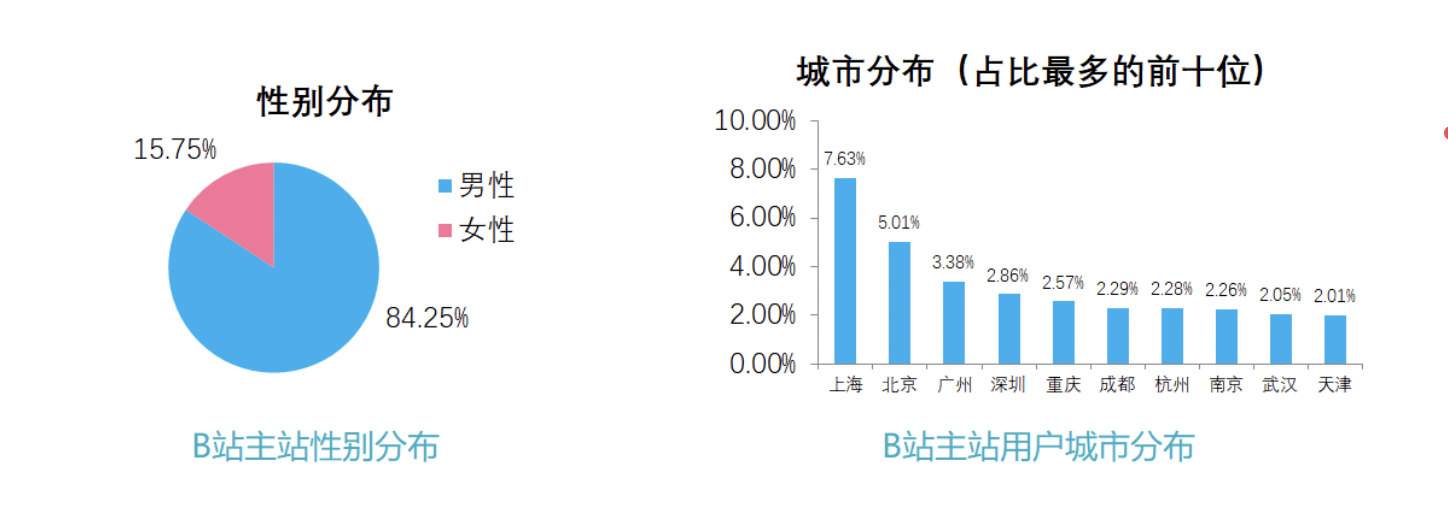 性别分布
15.75%
男性
女性
84.25%
B站主站性别分布
城市分布（占比最多的前十位）
10.00%
8.00%
6.00%
4.00%
2.00%
0.00%
7.63%
5.01%
3.38%
2.86%
2.57%
2.29%
2.28%
2.26%
2.05%
2.01%
上海 北京 广州 深圳 重庆 成都 杭州 南京 武汉 天津
B站主站用户城市分布